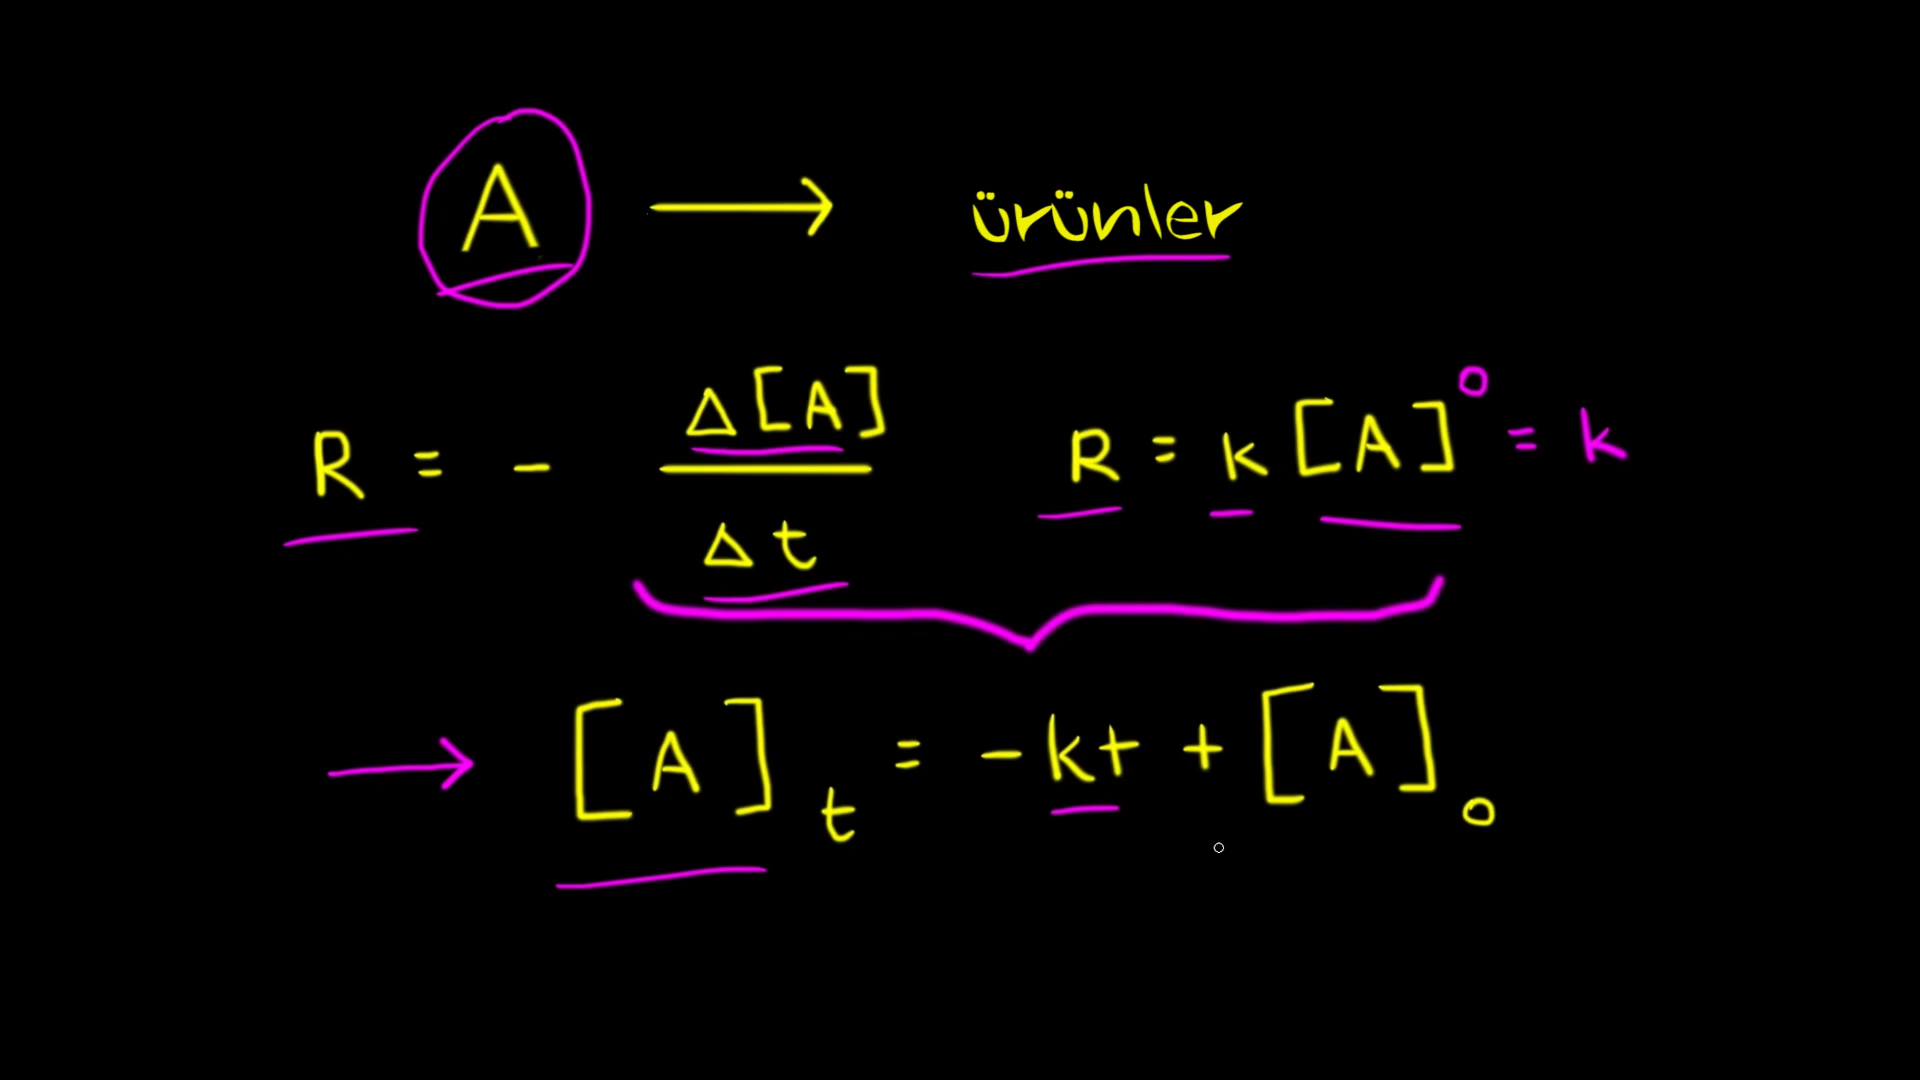 A → ürünler
R = - Δ[A] / Δt    R = k[A]⁰ = k
→ [A]ₜ = -kt + [A]₀